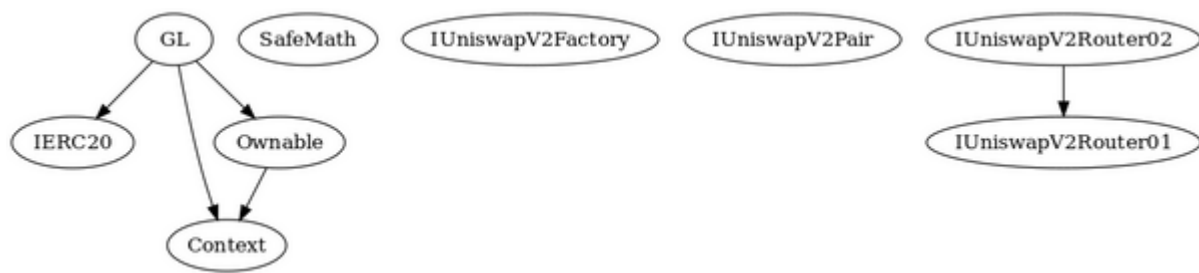 GL
SafeMath
IUniswapV2Factory
IUniswapV2Pair
IUniswapV2Router02
IERC20
Ownable
IUniswapV2Router01
Context